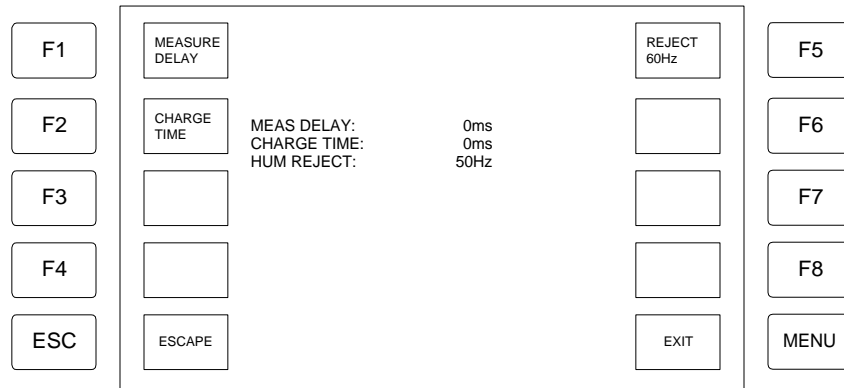 F1
MEASURE
DELAY
REJECT
60Hz
F5
F2
CHARGE
TIME
MEAS DELAY: 0ms
CHARGE TIME: 0ms
HUM REJECT: 50Hz
F6
F3
F7
F4
F8
ESC
ESCAPE
EXIT
MENU